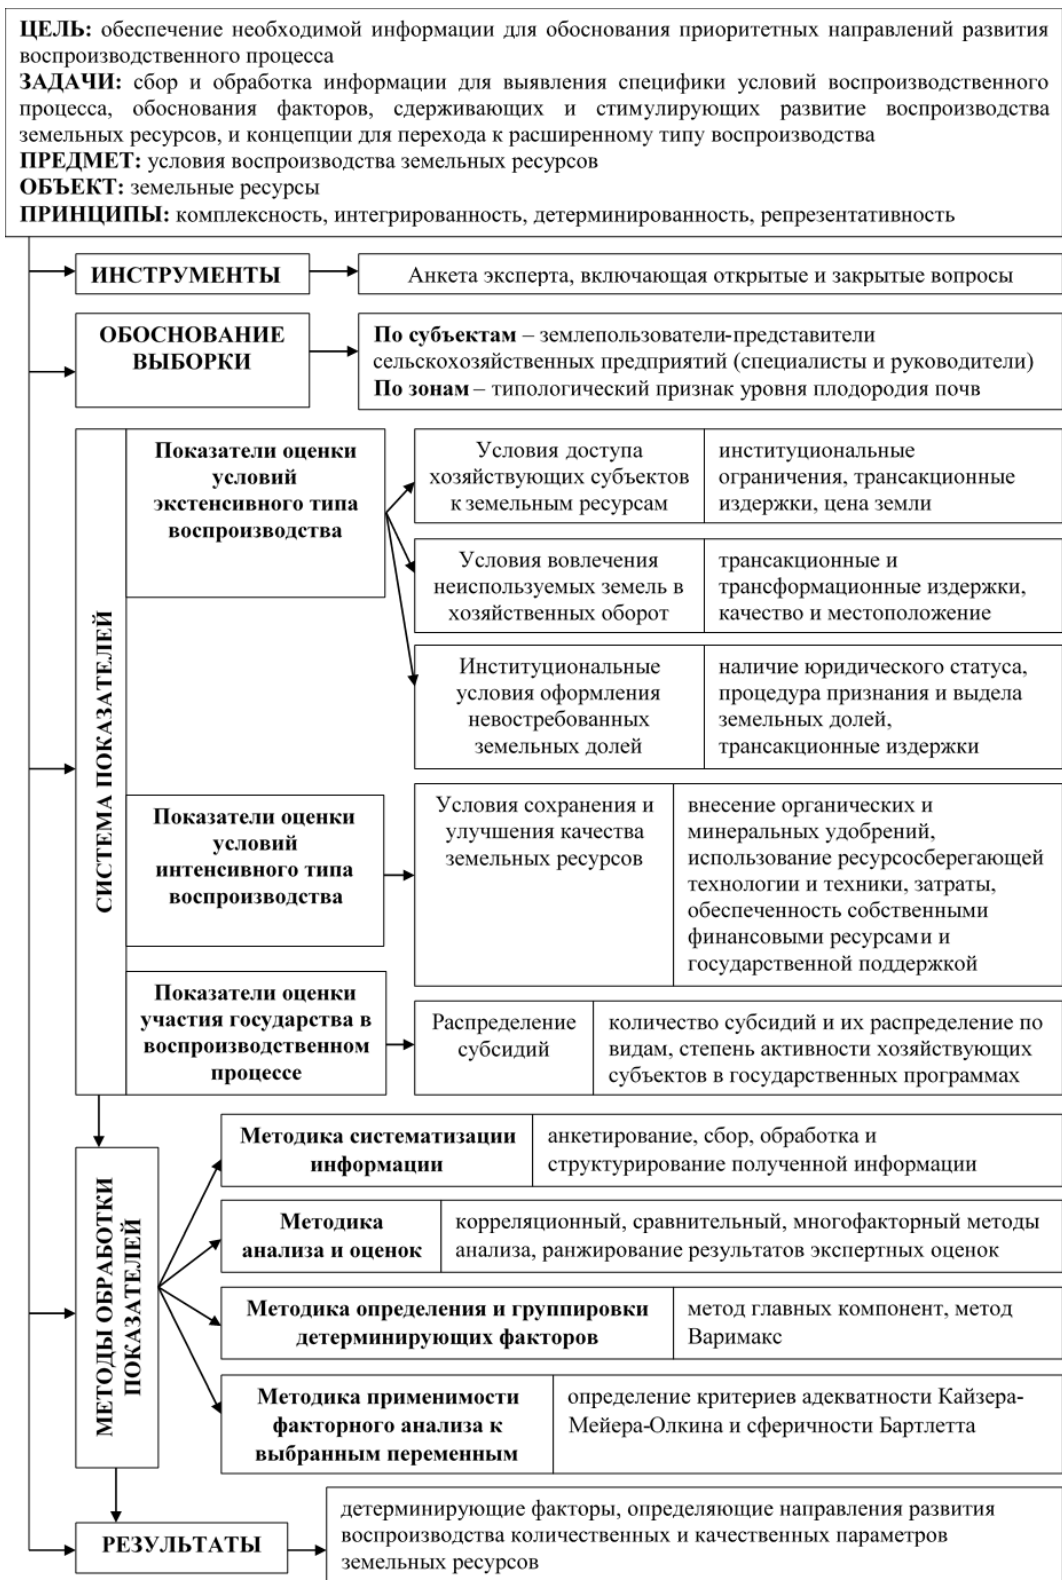 ЦЕЛЬ: обеспечение необходимой информации для обоснования приоритетных направлений развития
воспроизводственного процесса
ЗАДАЧИ: сбор и обработка информации для выявления специфики условий воспроизводственного
процесса, обоснования факторов, сдерживающих и стимулирующих развитие воспроизводства
земельных ресурсов, и концепции для перехода к расширенному типу воспроизводства
ПРЕДМЕТ: условия воспроизводства земельных ресурсов
ОБЪЕКТ: земельные ресурсы
ПРИНЦИПЫ: комплексность, интегрированность, детерминированность, репрезентативность
ИНСТРУМЕНТЫ
Анкета эксперта, включающая открытые и закрытые вопросы
ОБОСНОВАНИЕ
ВЫБОРКИ
По субъектам – землепользователи-представители
сельскохозяйственных предприятий (специалисты и руководители)
По зонам – типологический признак уровня плодородия почв
СИСТЕМА ПОКАЗАТЕЛЕЙ
Показатели оценки
условий
экстенсивного типа
воспроизводства
Условия доступа
хозяйствующих субъектов
к земельным ресурсам
институциональные
ограничения, трансакционные
издержки, цена земли
Условия вовлечения
неиспользуемых земель в
хозяйственных оборот
трансакционные и
трансформационные издержки,
качество и местоположение
Институциональные
условия оформления
невостребованных
земельных долей
наличие юридического статуса,
процедура признания и выдела
земельных долей,
трансакционные издержки
Показатели оценки
условий
интенсивного типа
воспроизводства
Условия сохранения и
улучшения качества
земельных ресурсов
внесение органических и
минеральных удобрений,
использование ресурсосберегающей
технологии и техники, затраты,
обеспеченность собственными
финансовыми ресурсами и
государственной поддержкой
Показатели оценки
участия государства в
воспроизводственном
процессе
Распределение
субсидий
количество субсидий и их распределение по
видам, степень активности хозяйствующих
субъектов в государственных программах
МЕТОДЫ ОБРАБОТКИ
ПОКАЗАТЕЛЕЙ
Методика систематизации
информации
анкетирование, сбор, обработка и
структурирование полученной информации
Методика
анализа и оценок
корреляционный, сравнительный, многофакторный методы
анализа, ранжирование результатов экспертных оценок
Методика определения и группировки
детерминирующих факторов
метод главных компонент, метод
Варимакс
Методика применимости
факторного анализа к
выбранным переменным
определение критериев адекватности Кайзера-
Мейера-Олкина и сферичности Бартлетта
РЕЗУЛЬТАТЫ
детерминирующие факторы, определяющие направления развития
воспроизводства количественных и качественных параметров
земельных ресурсов